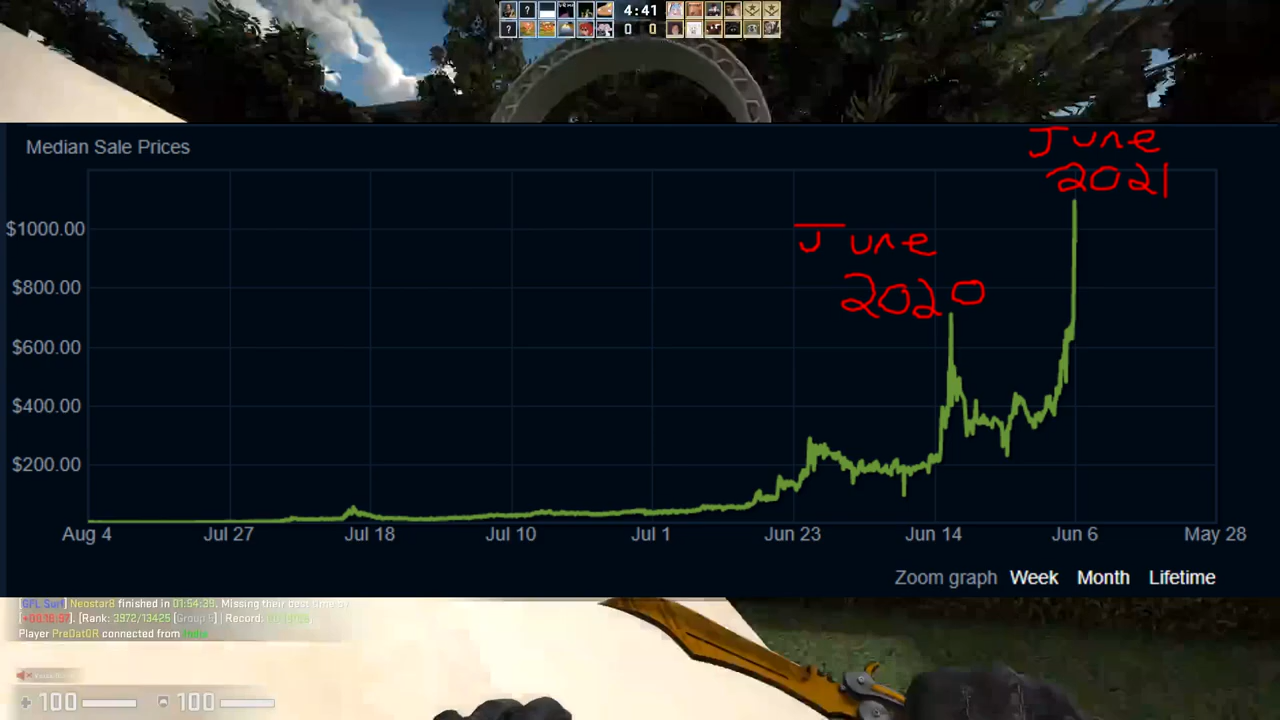 4:41
? ?
0 0
Median Sale Prices
June
2021
$1000.00
June
2020
$800.00
$600.00
$400.00
$200.00
Aug 4 Jul 27 Jul 18 Jul 10 Jul 1 Jun 23 Jun 14 Jun 6 May 28
Zoom graph Week Month Lifetime
[GFL Surf] Neostar8 finished in 01:54:39. Missing their best time by
[Rank: 3972/13425 [Group 6] | Record:
Player PreDatOR connected from India
100 100